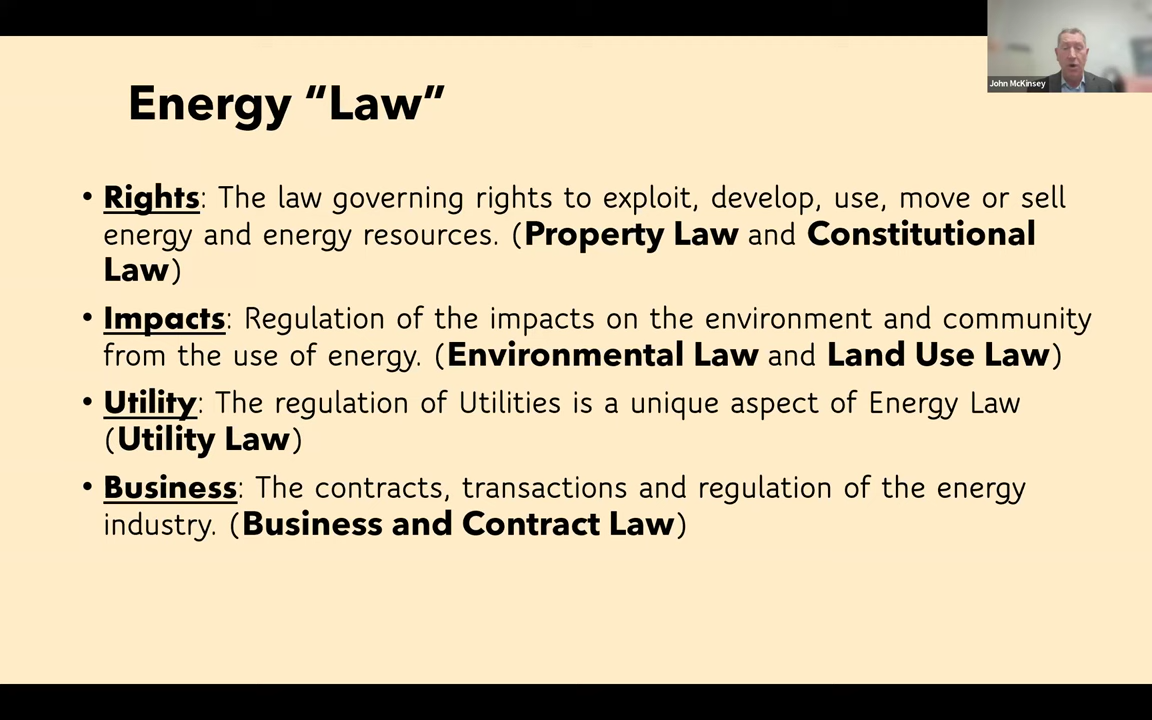 John McKinsey
Energy “Law”
• Rights: The law governing rights to exploit, develop, use, move or sell
energy and energy resources. (Property Law and Constitutional
Law)
• Impacts: Regulation of the impacts on the environment and community
from the use of energy. (Environmental Law and Land Use Law)
• Utility: The regulation of Utilities is a unique aspect of Energy Law
(Utility Law)
• Business: The contracts, transactions and regulation of the energy
industry. (Business and Contract Law)